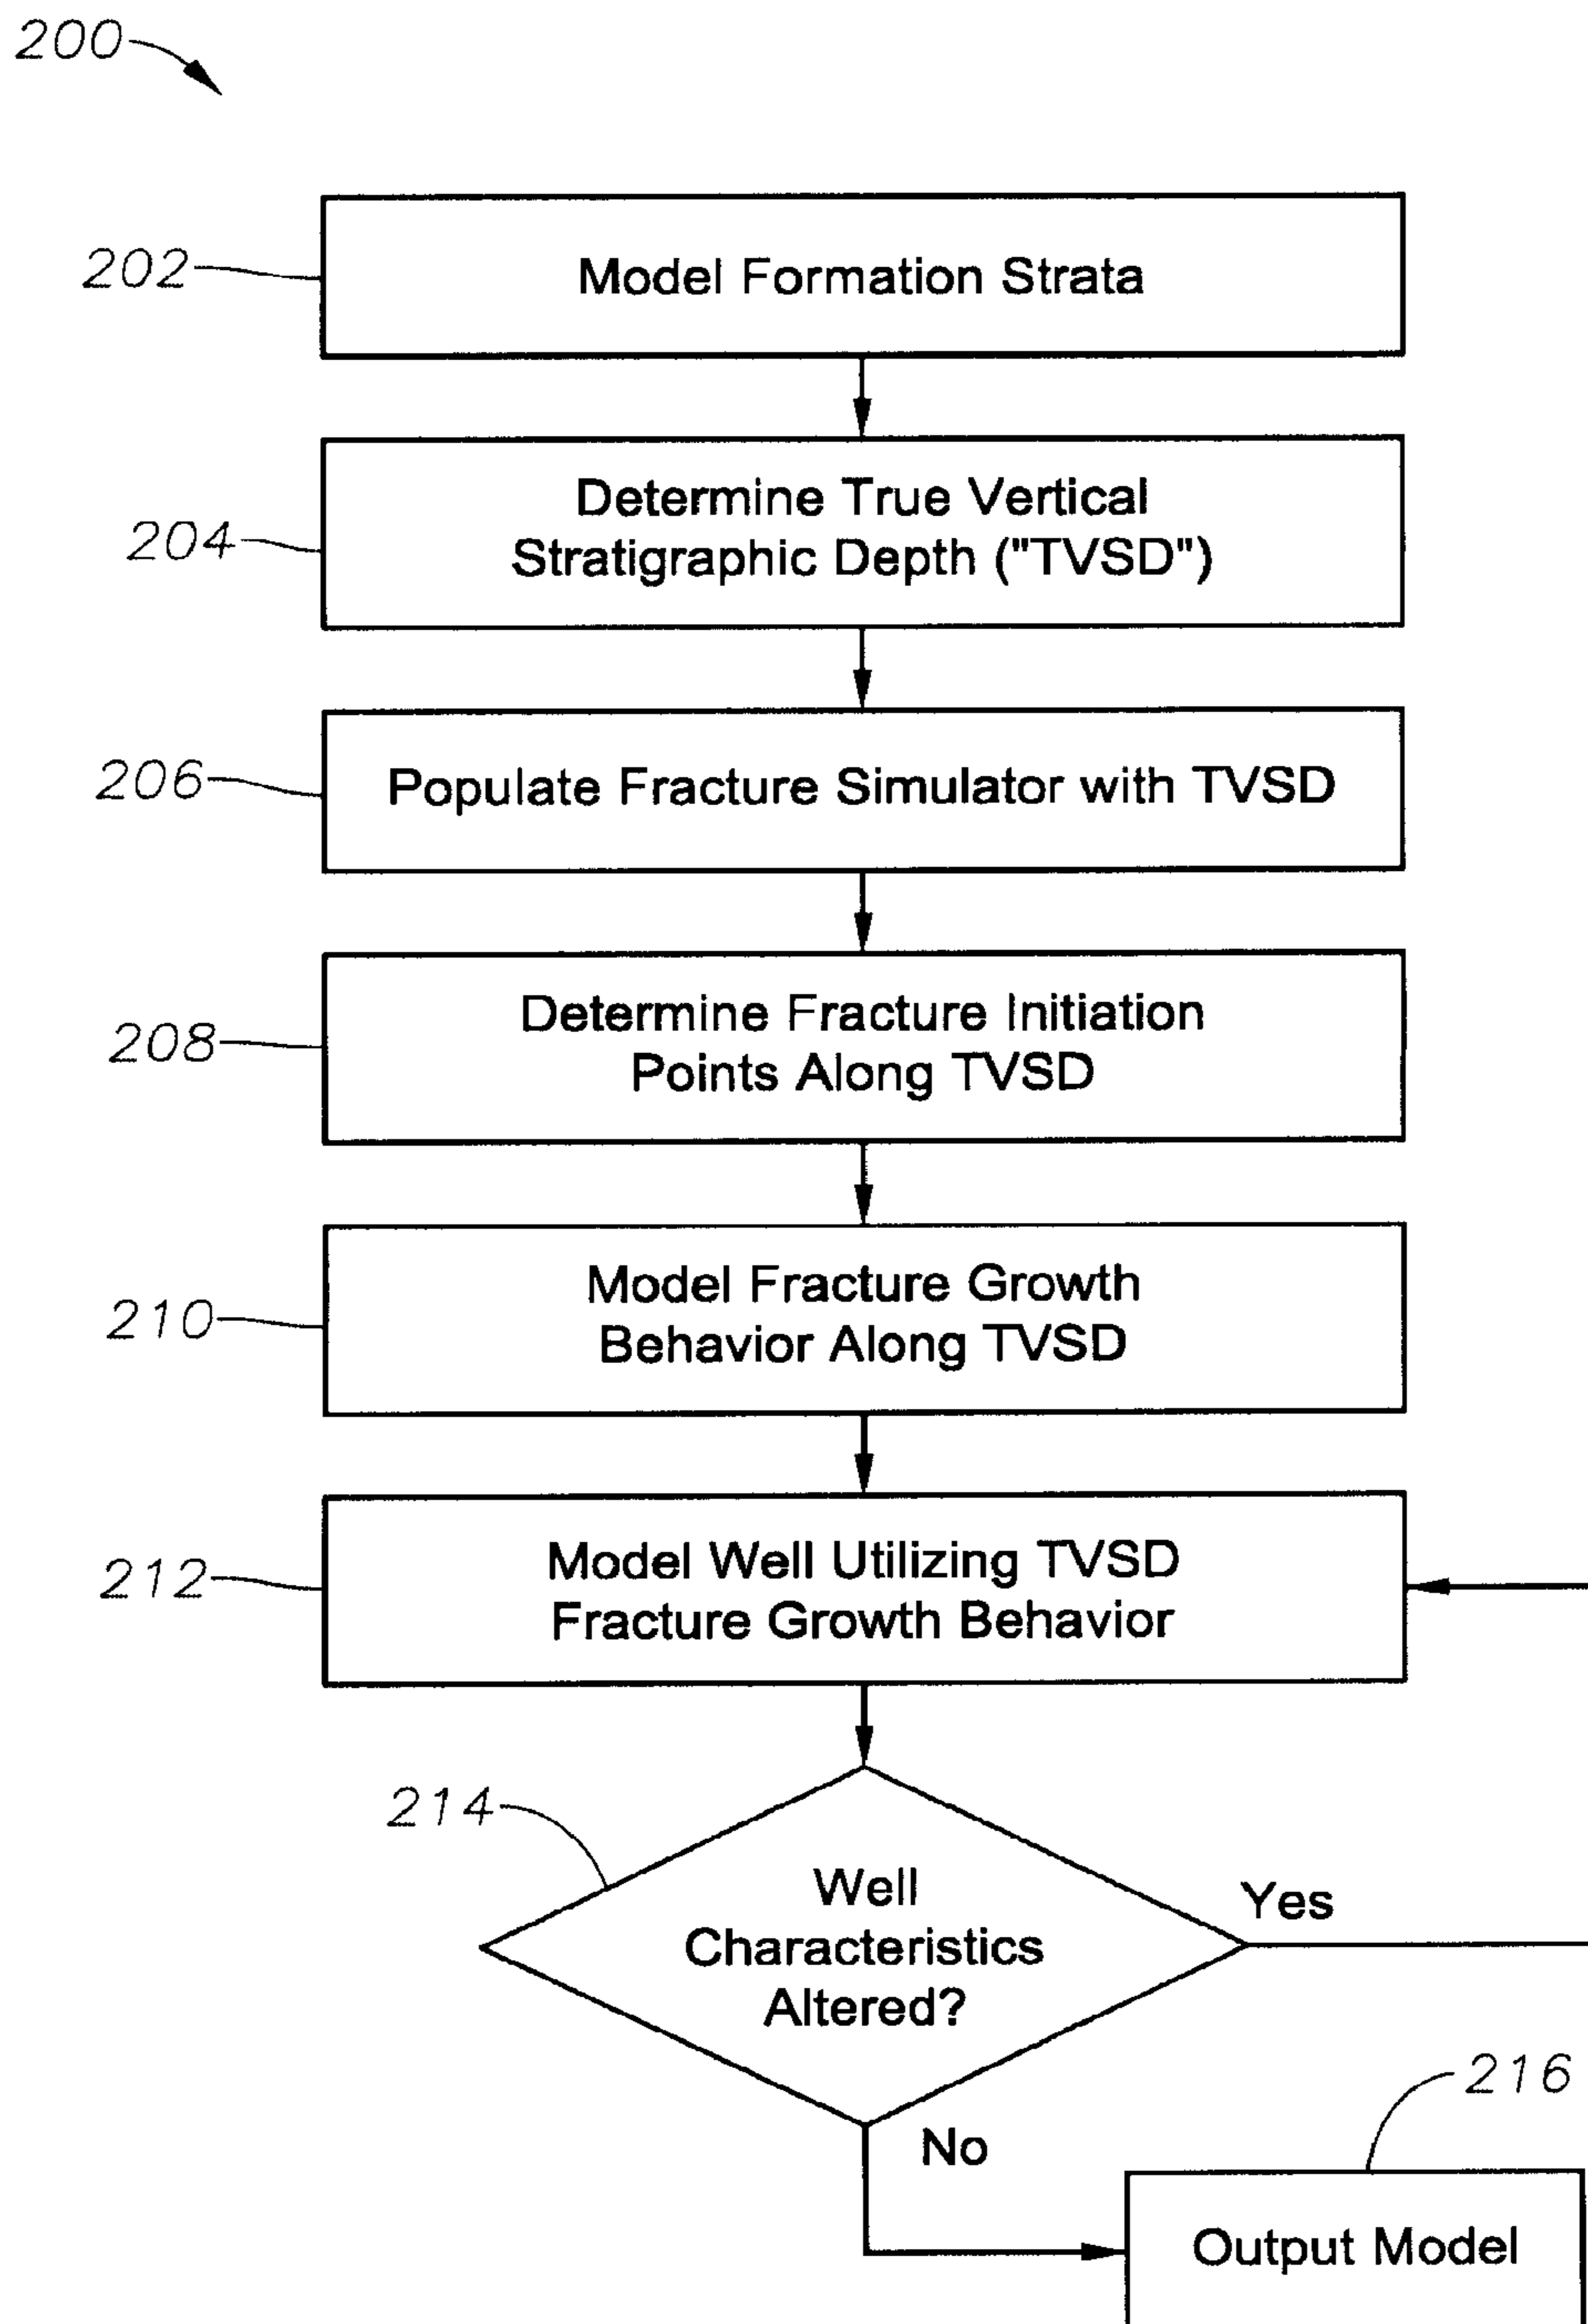 200
202
Model Formation Strata
204
Determine True Vertical
Stratigraphic Depth ("TVSD")
206
Populate Fracture Simulator with TVSD
208
Determine Fracture Initiation
Points Along TVSD
210
Model Fracture Growth
Behavior Along TVSD
212
Model Well Utilizing TVSD
Fracture Growth Behavior
214
Well
Characteristics
Altered?
Yes
No
216
Output Model